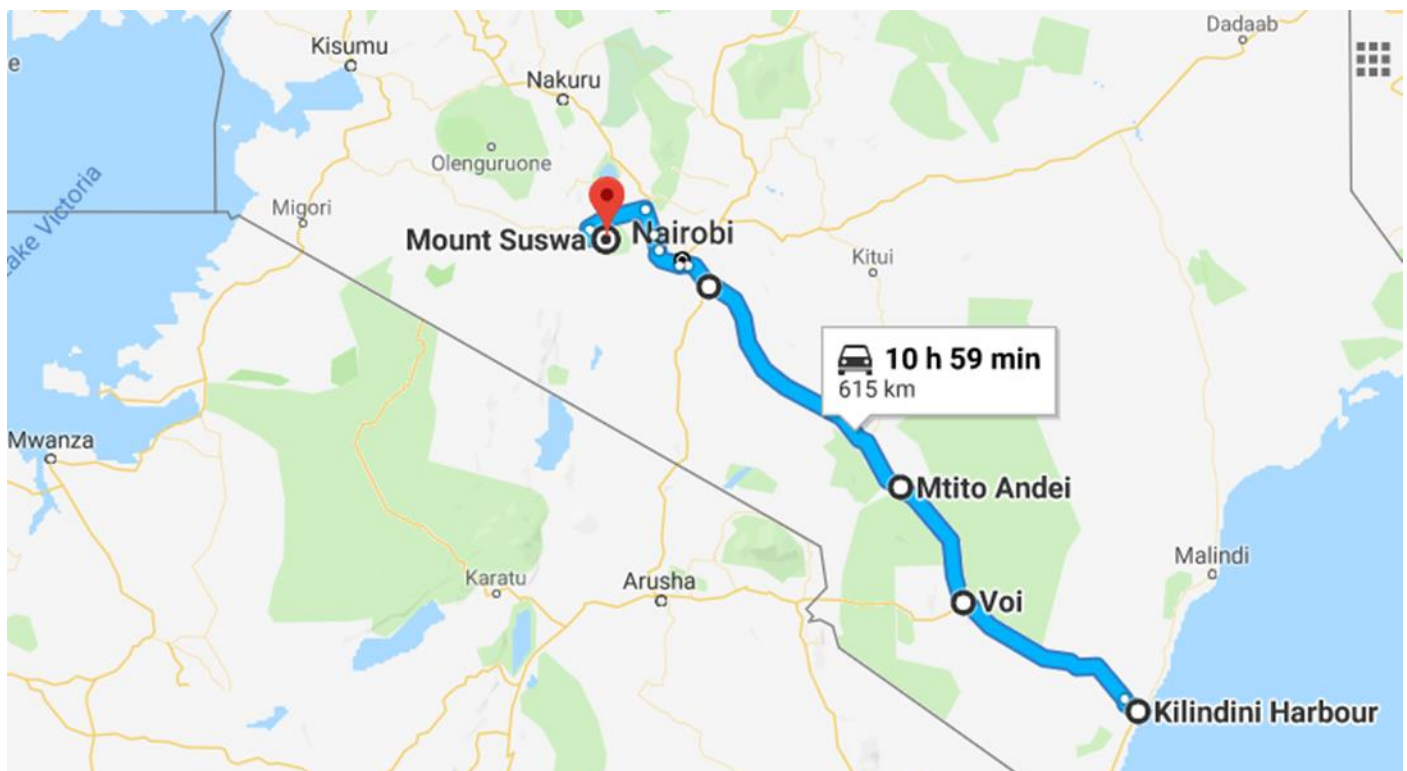 Dadaab
Kisumu
e
Nakuru
Olenguruone
Lake Victoria
Migori
Mount Suswa
Nairobi
Kitui
10 h 59 min
615 km
Mwanza
Mtito Andei
Malindi
Karatu
Arusha
Voi
Kilindini Harbour